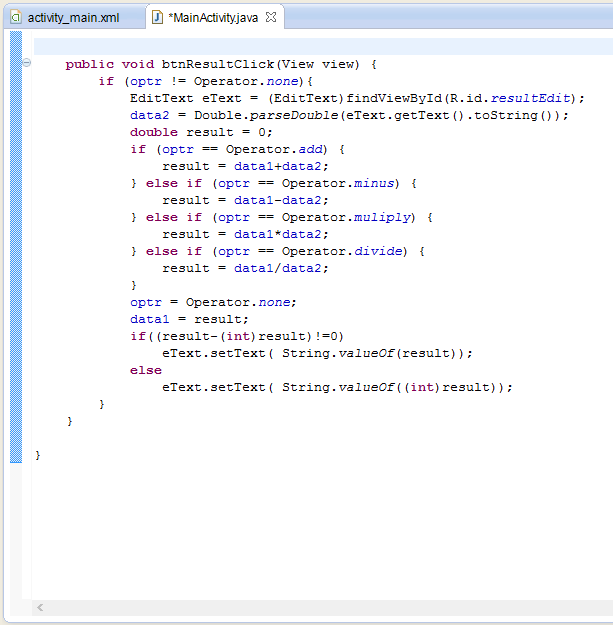 activity_main.xml *MainActivity.java
public void btnResultClick(View view) {
if (optr != Operator.none){
EditText eText = (EditText)findViewById(R.id.resultEdit);
data2 = Double.parseDouble(eText.getText().toString());
double result = 0;
if (optr == Operator.add) {
result = data1+data2;
} else if (optr == Operator.minus) {
result = data1-data2;
} else if (optr == Operator.muliply) {
result = data1*data2;
} else if (optr == Operator.divide) {
result = data1/data2;
}
optr = Operator.none;
data1 = result;
if((result-(int)result)!=0)
eText.setText( String.valueOf(result));
else
eText.setText( String.valueOf((int)result));
}
}
}